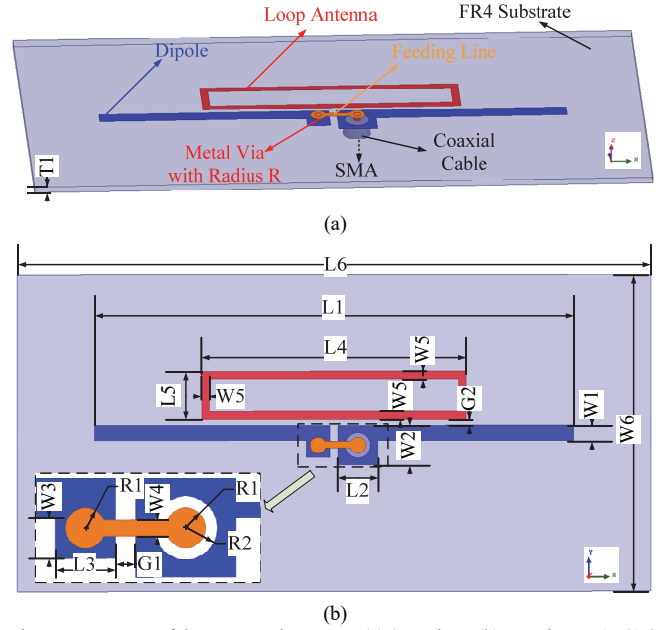 Loop Antenna
FR4 Substrate
Dipole
Feeding Line
Metal Via
with Radius R
SMA
Coaxial
Cable
T1
Z
X
(a)
L6
L1
L4
W5
L5
W5
W5
G2
W1
W6
W2
L2
W3
R1
W4
R1
R2
L3
G1
Y
X
(b)